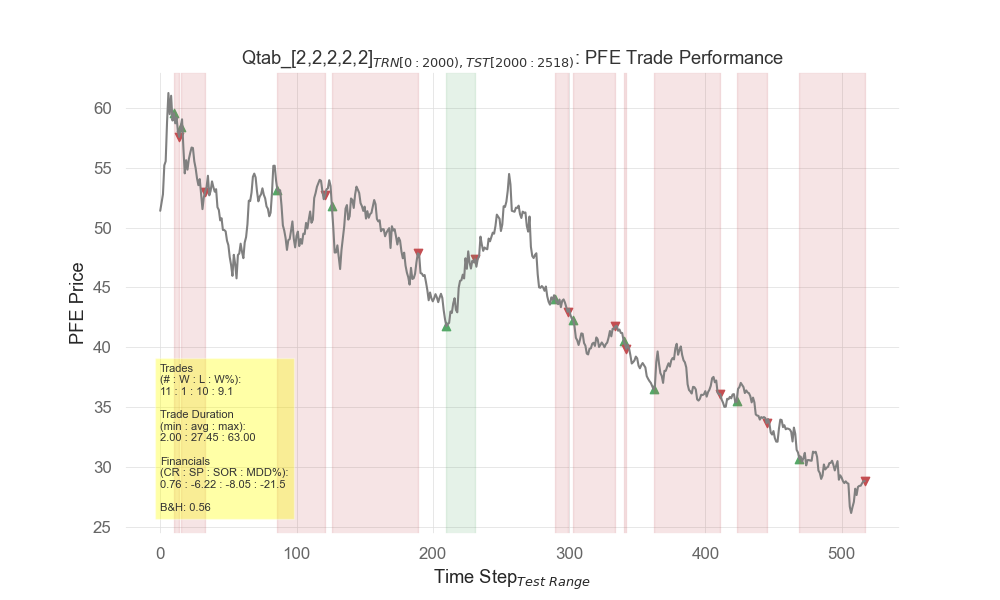 Qtab_[2,2,2,2,2]TRN[0 : 2000), TST[2000 : 2518): PFE Trade Performance
60
55
50
45
40
35
30
25
PFE Price
Trades
(# : W : L : W%):
11 : 1 : 10 : 9.1
Trade Duration
(min : avg : max):
2.00 : 27.45 : 63.00
Financials
(CR : SP : SOR : MDD%):
0.76 : -6.22 : -8.05 : -21.5
B&H: 0.56
0 100 200 300 400 500
Time StepTest Range